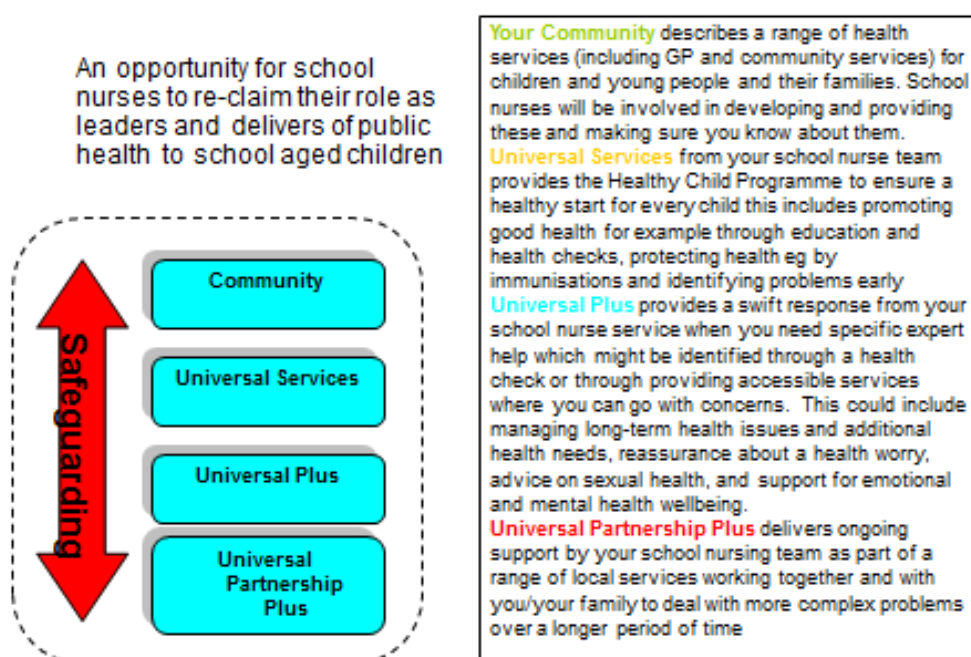 An opportunity for school
nurses to re-claim their role as
leaders and delivers of public
health to school aged children
Safeguarding
Community
Universal Services
Universal Plus
Universal
Partnership
Plus
Your Community describes a range of health
services (including GP and community services) for
children and young people and their families. School
nurses will be involved in developing and providing
these and making sure you know about them.
Universal Services from your school nurse team
provides the Healthy Child Programme to ensure a
healthy start for every child this includes promoting
good health for example through education and
health checks, protecting health eg by
immunisations and identifying problems early
Universal Plus provides a swift response from your
school nurse service when you need specific expert
help which might be identified through a health
check or through providing accessible services
where you can go with concerns. This could include
managing long-term health issues and additional
health needs, reassurance about a health worry,
advice on sexual health, and support for emotional
and mental health wellbeing.
Universal Partnership Plus delivers ongoing
support by your school nursing team as part of a
range of local services working together and with
you/your family to deal with more complex problems
over a longer period of time